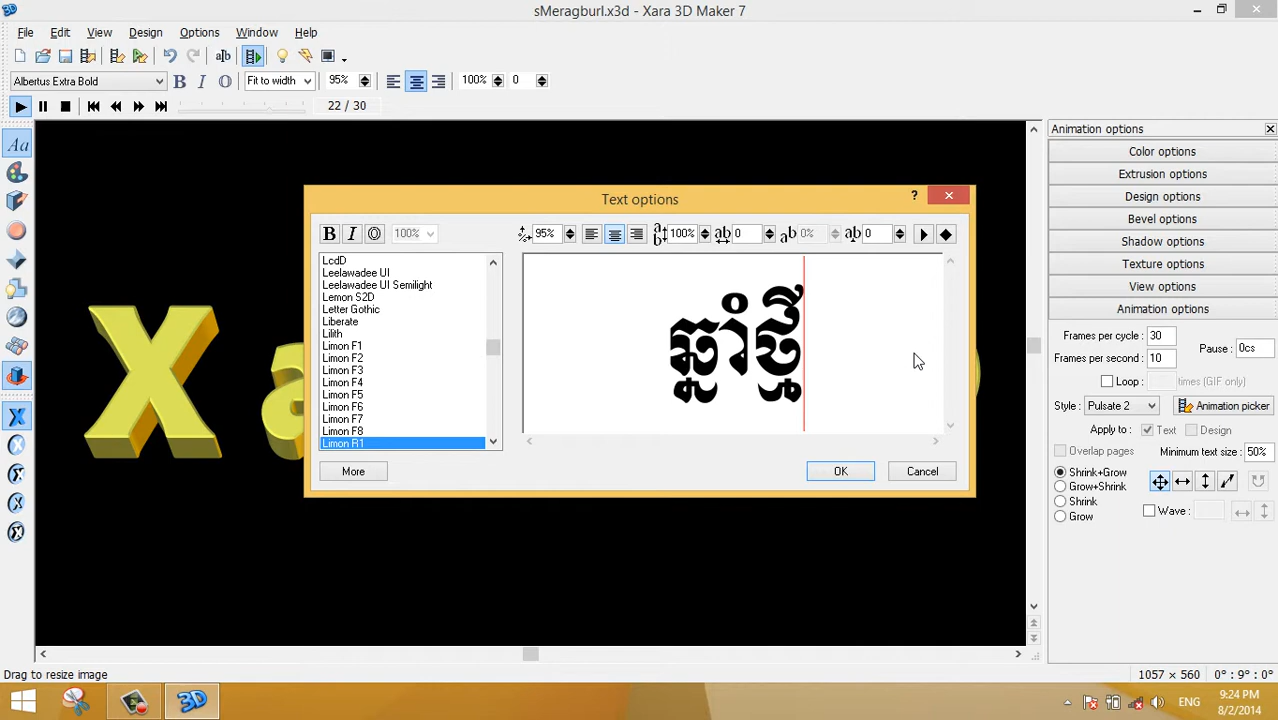 sMeragburl.x3d - Xara 3D Maker 7
File Edit View Design Options Window Help
Albertus Extra Bold B I O Fit to width 95% 100% 0
22 / 30
Animation options
Color options
Extrusion options
Design options
Bevel options
Shadow options
Texture options
View options
Animation options
Frames per cycle: 30
Pause: 0cs
Frames per second: 10
Loop: times (GIF only)
Style: Pulsate 2 Animation picker
Apply to: Text Design
Overlap pages Minimum text size: 50%
Shrink+Grow
Grow+Shrink
Shrink
Grow
Wave:
Text options
B I O 100% 95% 100% 0 0% 0
LcdD
Leelawadee UI
Leelawadee UI Semilight
Lemon S2D
Letter Gothic
Liberate
Lilith
Limon F1
Limon F2
Limon F3
Limon F4
Limon F5
Limon F6
Limon F7
Limon F8
Limon R1
ឆ្នាំថ្មី
More OK Cancel
X a
Drag to resize image
1057 × 560 0° : 9° : 0°
ENG
9:24 PM
8/2/2014